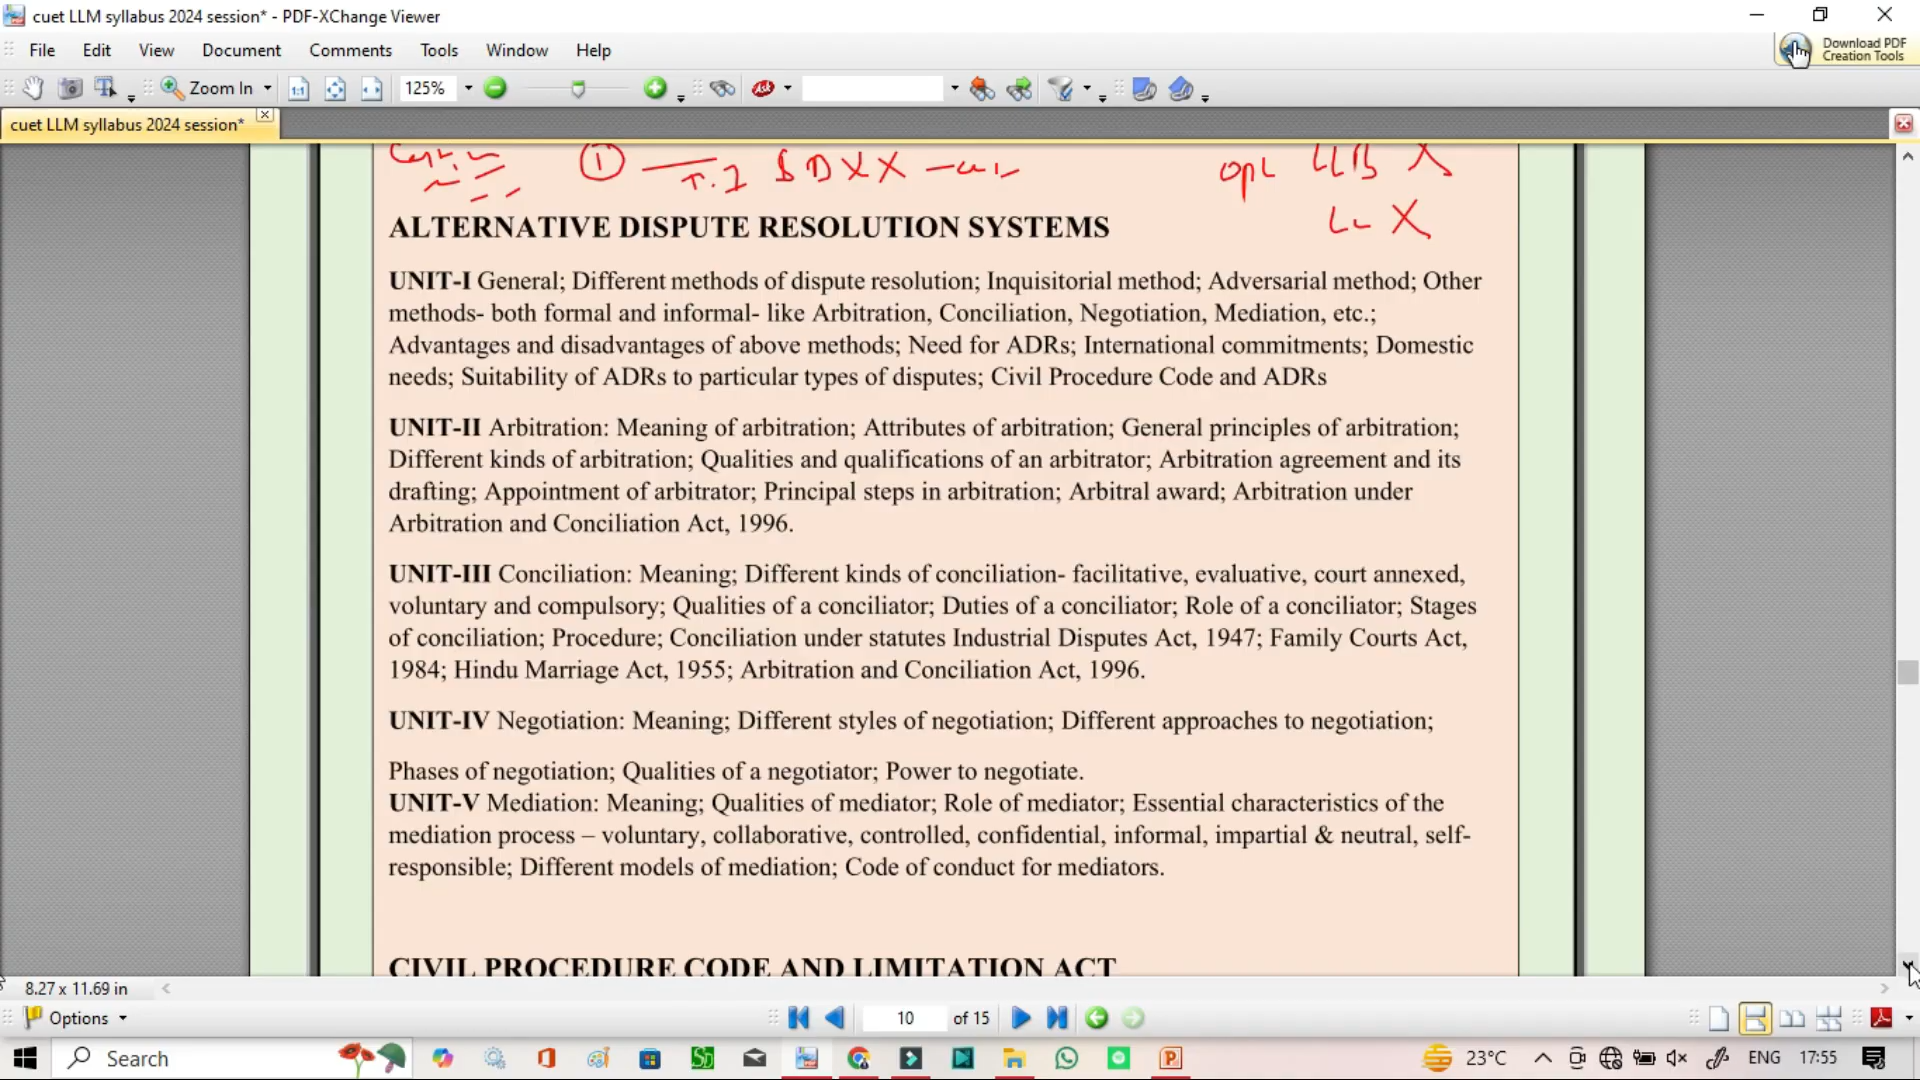 cuet LLM syllabus 2024 session* - PDF-XChange Viewer
File Edit View Document Comments Tools Window Help
Download PDF
Creation Tools
Zoom In 125%
cuet LLM syllabus 2024 session*
① T.I
opt LLB X
X
ALTERNATIVE DISPUTE RESOLUTION SYSTEMS
UNIT-I General; Different methods of dispute resolution; Inquisitorial method; Adversarial method; Other
methods- both formal and informal- like Arbitration, Conciliation, Negotiation, Mediation, etc.;
Advantages and disadvantages of above methods; Need for ADRs; International commitments; Domestic
needs; Suitability of ADRs to particular types of disputes; Civil Procedure Code and ADRs
UNIT-II Arbitration: Meaning of arbitration; Attributes of arbitration; General principles of arbitration;
Different kinds of arbitration; Qualities and qualifications of an arbitrator; Arbitration agreement and its
drafting; Appointment of arbitrator; Principal steps in arbitration; Arbitral award; Arbitration under
Arbitration and Conciliation Act, 1996.
UNIT-III Conciliation: Meaning; Different kinds of conciliation- facilitative, evaluative, court annexed,
voluntary and compulsory; Qualities of a conciliator; Duties of a conciliator; Role of a conciliator; Stages
of conciliation; Procedure; Conciliation under statutes Industrial Disputes Act, 1947; Family Courts Act,
1984; Hindu Marriage Act, 1955; Arbitration and Conciliation Act, 1996.
UNIT-IV Negotiation: Meaning; Different styles of negotiation; Different approaches to negotiation;
Phases of negotiation; Qualities of a negotiator; Power to negotiate.
UNIT-V Mediation: Meaning; Qualities of mediator; Role of mediator; Essential characteristics of the
mediation process – voluntary, collaborative, controlled, confidential, informal, impartial & neutral, self-
responsible; Different models of mediation; Code of conduct for mediators.
CIVIL PROCEDURE CODE AND LIMITATION ACT
8.27 x 11.69 in
Options 10 of 15
Search 23°C ENG 17:55